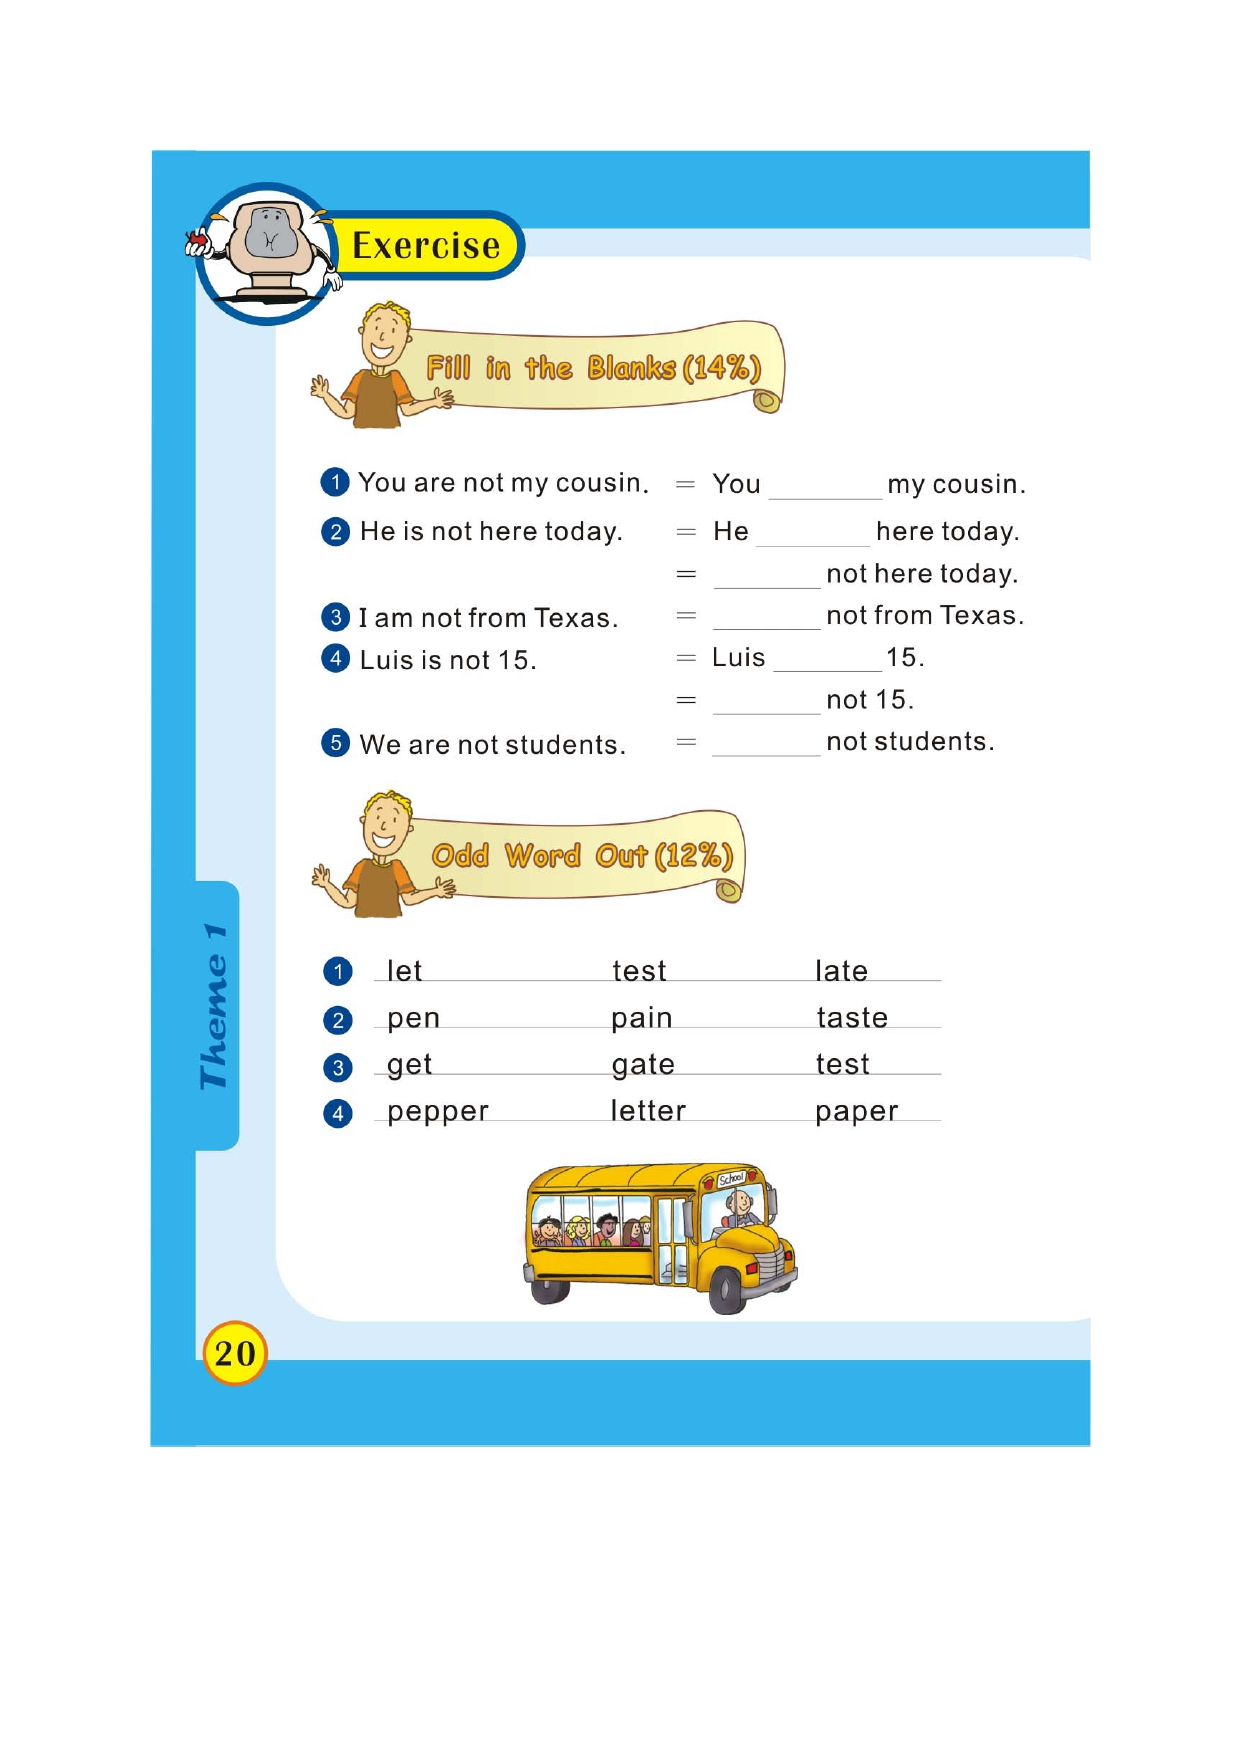 Exercise
Fill in the Blanks (14%)
1 You are not my cousin. = You ________ my cousin.
2 He is not here today. = He ________ here today.
= ________ not here today.
3 I am not from Texas. = ________ not from Texas.
4 Luis is not 15. = Luis ________ 15.
= ________ not 15.
5 We are not students. = ________ not students.
Odd Word Out (12%)
1 let test late
2 pen pain taste
3 get gate test
4 pepper letter paper
School
Theme 1
20